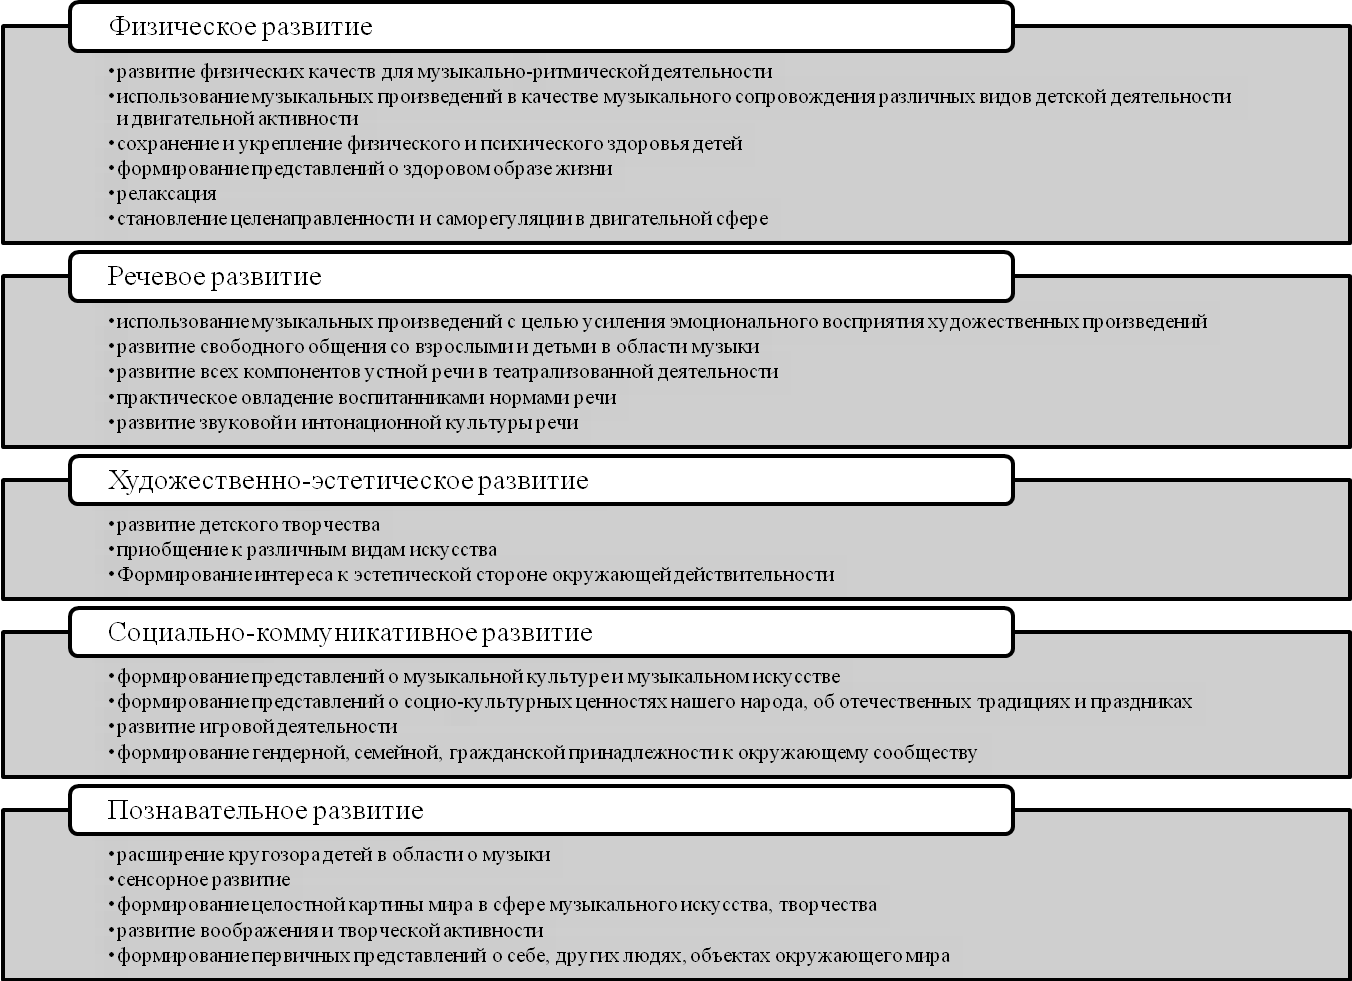 Физическое развитие
•развитие физических качеств для музыкально-ритмической деятельности
•использование музыкальных произведений в качестве музыкального сопровождения различных видов детской деятельности
и двигательной активности
•сохранение и укрепление физического и психического здоровья детей
•формирование представлений о здоровом образе жизни
•релаксация
•становление целенаправленности и саморегуляции в двигательной сфере
Речевое развитие
•использование музыкальных произведений с целью усиления эмоционального восприятия художественных произведений
•развитие свободного общения со взрослыми и детьми в области музыки
•развитие всех компонентов устной речи в театрализованной деятельности
•практическое овладение воспитанниками нормами речи
•развитие звуковой и интонационной культуры речи
Художественно-эстетическое развитие
•развитие детского творчества
•приобщение к различным видам искусства
•Формирование интереса к эстетической стороне окружающей действительности
Социально-коммуникативное развитие
•формирование представлений о музыкальной культуре и музыкальном искусстве
•формирование представлений о социо-культурных ценностях нашего народа, об отечественных традициях и праздниках
•развитие игровой деятельности
•формирование гендерной, семейной, гражданской принадлежности к окружающему сообществу
Познавательное развитие
•расширение кругозора детей в области о музыки
•сенсорное развитие
•формирование целостной картины мира в сфере музыкального искусства, творчества
•развитие воображения и творческой активности
•формирование первичных представлений о себе, других людях, объектах окружающего мира